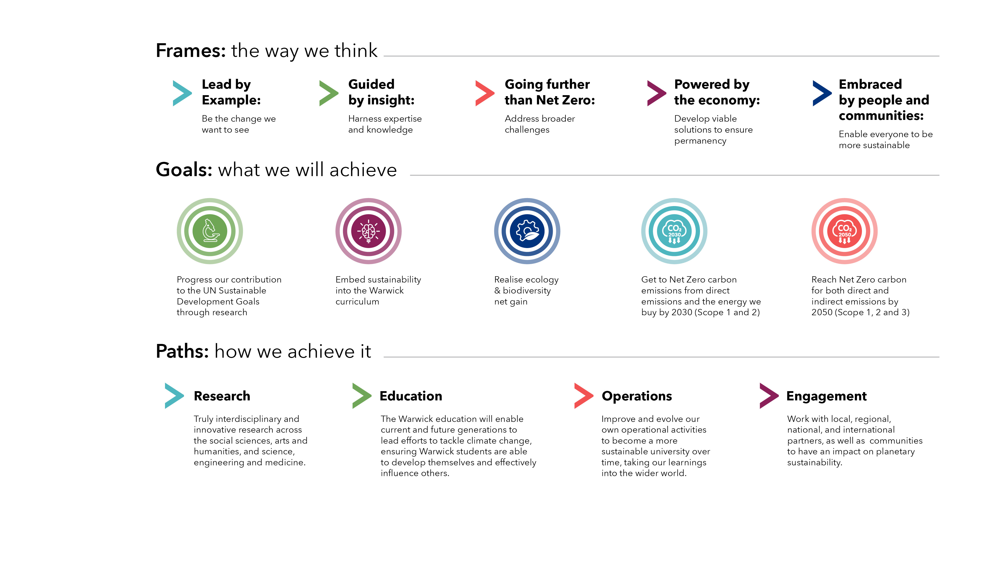 Frames: the way we think
Lead by
Example:
Be the change we
want to see
Guided
by insight:
Harness expertise
and knowledge
Going further
than Net Zero:
Address broader
challenges
Powered by
the economy:
Develop viable
solutions to ensure
permanency
Embraced
by people and
communities:
Enable everyone to be
more sustainable
Goals: what we will achieve
Progress our contribution
to the UN Sustainable
Development Goals
through research
Embed sustainability
into the Warwick
curriculum
Realise ecology
& biodiversity
net gain
CO₂
2030
Get to Net Zero carbon
emissions from direct
emissions and the energy we
buy by 2030 (Scope 1 and 2)
CO₂
2050
Reach Net Zero carbon
for both direct and
indirect emissions by
2050 (Scope 1, 2 and 3)
Paths: how we achieve it
Research
Truly interdisciplinary and
innovative research across
the social sciences, arts and
humanities, and science,
engineering and medicine.
Education
The Warwick education will enable
current and future generations to
lead efforts to tackle climate change,
ensuring Warwick students are able
to develop themselves and effectively
influence others.
Operations
Improve and evolve our
own operational activities
to become a more
sustainable university over
time, taking our learnings
into the wider world.
Engagement
Work with local, regional,
national, and international
partners, as well as  communities
to have an impact on planetary
sustainability.